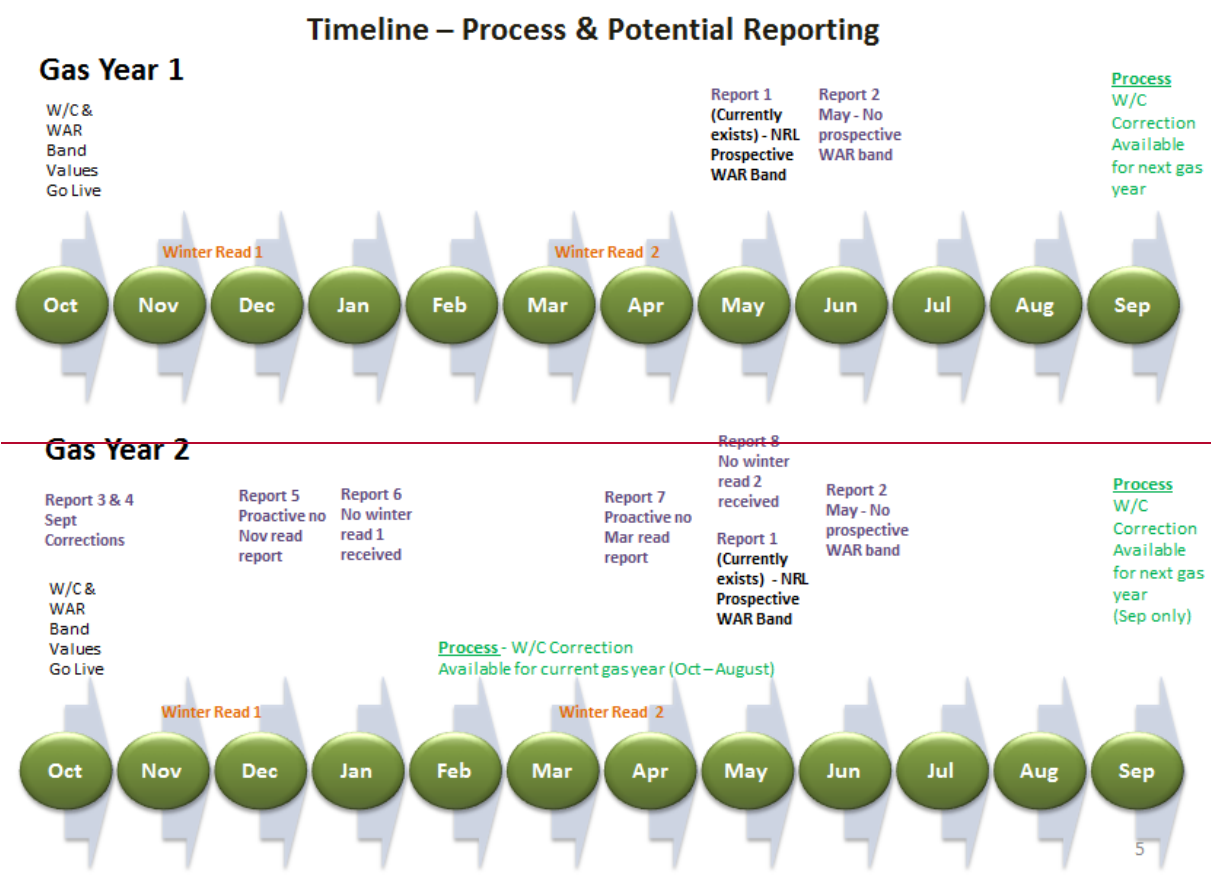 Timeline – Process & Potential Reporting
Gas Year 1
W/C &
WAR
Band
Values
Go Live
Report 1
(Currently
exists) - NRL
Prospective
WAR Band
Report 2
May - No
prospective
WAR band
Process
W/C
Correction
Available
for next gas
year
Winter Read 1
Winter Read 2
Oct
Nov
Dec
Jan
Feb
Mar
Apr
May
Jun
Jul
Aug
Sep
Gas Year 2
Report 3 & 4
Sept
Corrections
W/C &
WAR
Band
Values
Go Live
Report 5
Proactive no
Nov read
report
Report 6
No winter
read 1
received
Report 7
Proactive no
Mar read
report
Report 8
No winter
read 2
received
Report 1
(Currently
exists) - NRL
Prospective
WAR Band
Report 2
May - No
prospective
WAR band
Process
W/C
Correction
Available
for next gas
year
(Sep only)
Process - W/C Correction
Available for current gas year (Oct – August)
Winter Read 1
Winter Read 2
Oct
Nov
Dec
Jan
Feb
Mar
Apr
May
Jun
Jul
Aug
Sep
5